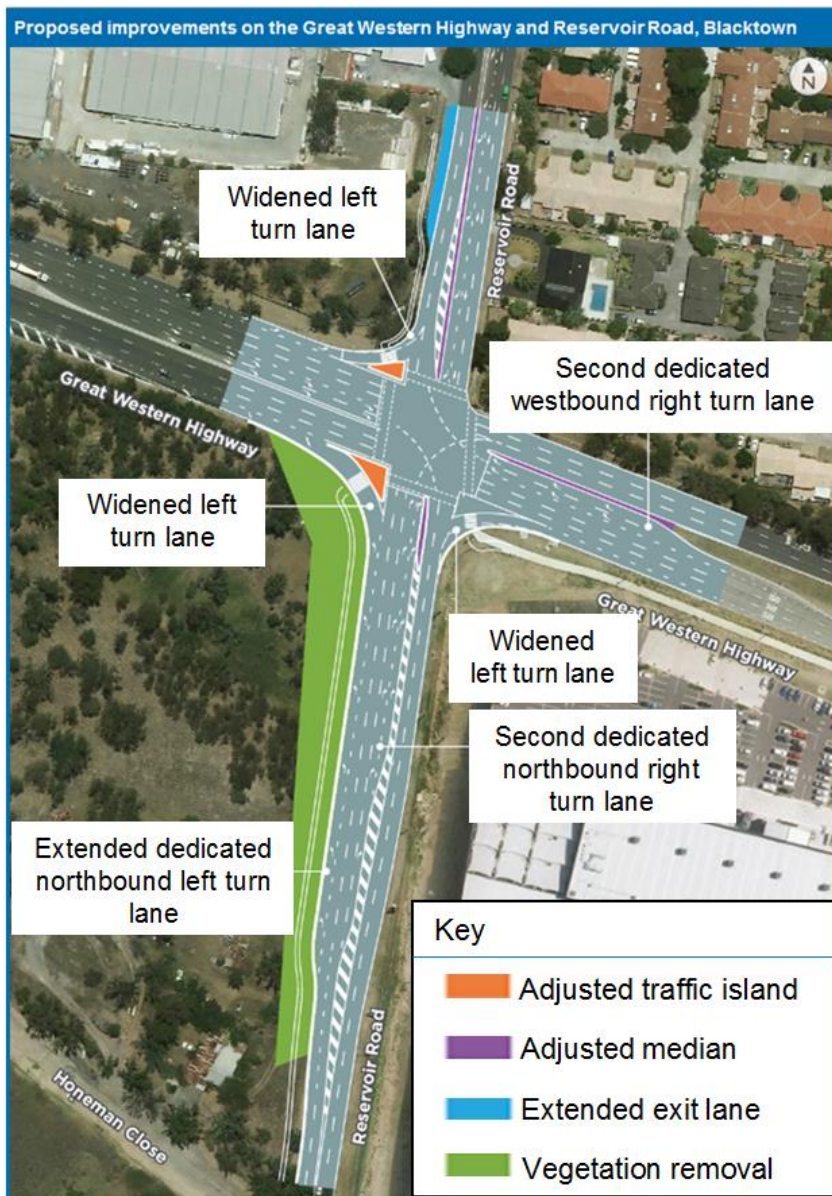 Proposed improvements on the Great Western Highway and Reservoir Road, Blacktown
N
Widened left
turn lane
Reservoir Road
Second dedicated
westbound right turn lane
Great Western Highway
Widened left
turn lane
Great Western Highway
Widened
left turn lane
Second dedicated
northbound right
turn lane
Extended dedicated
northbound left turn
lane
Reservoir Road
Honeman Close
Key
Adjusted traffic island
Adjusted median
Extended exit lane
Vegetation removal